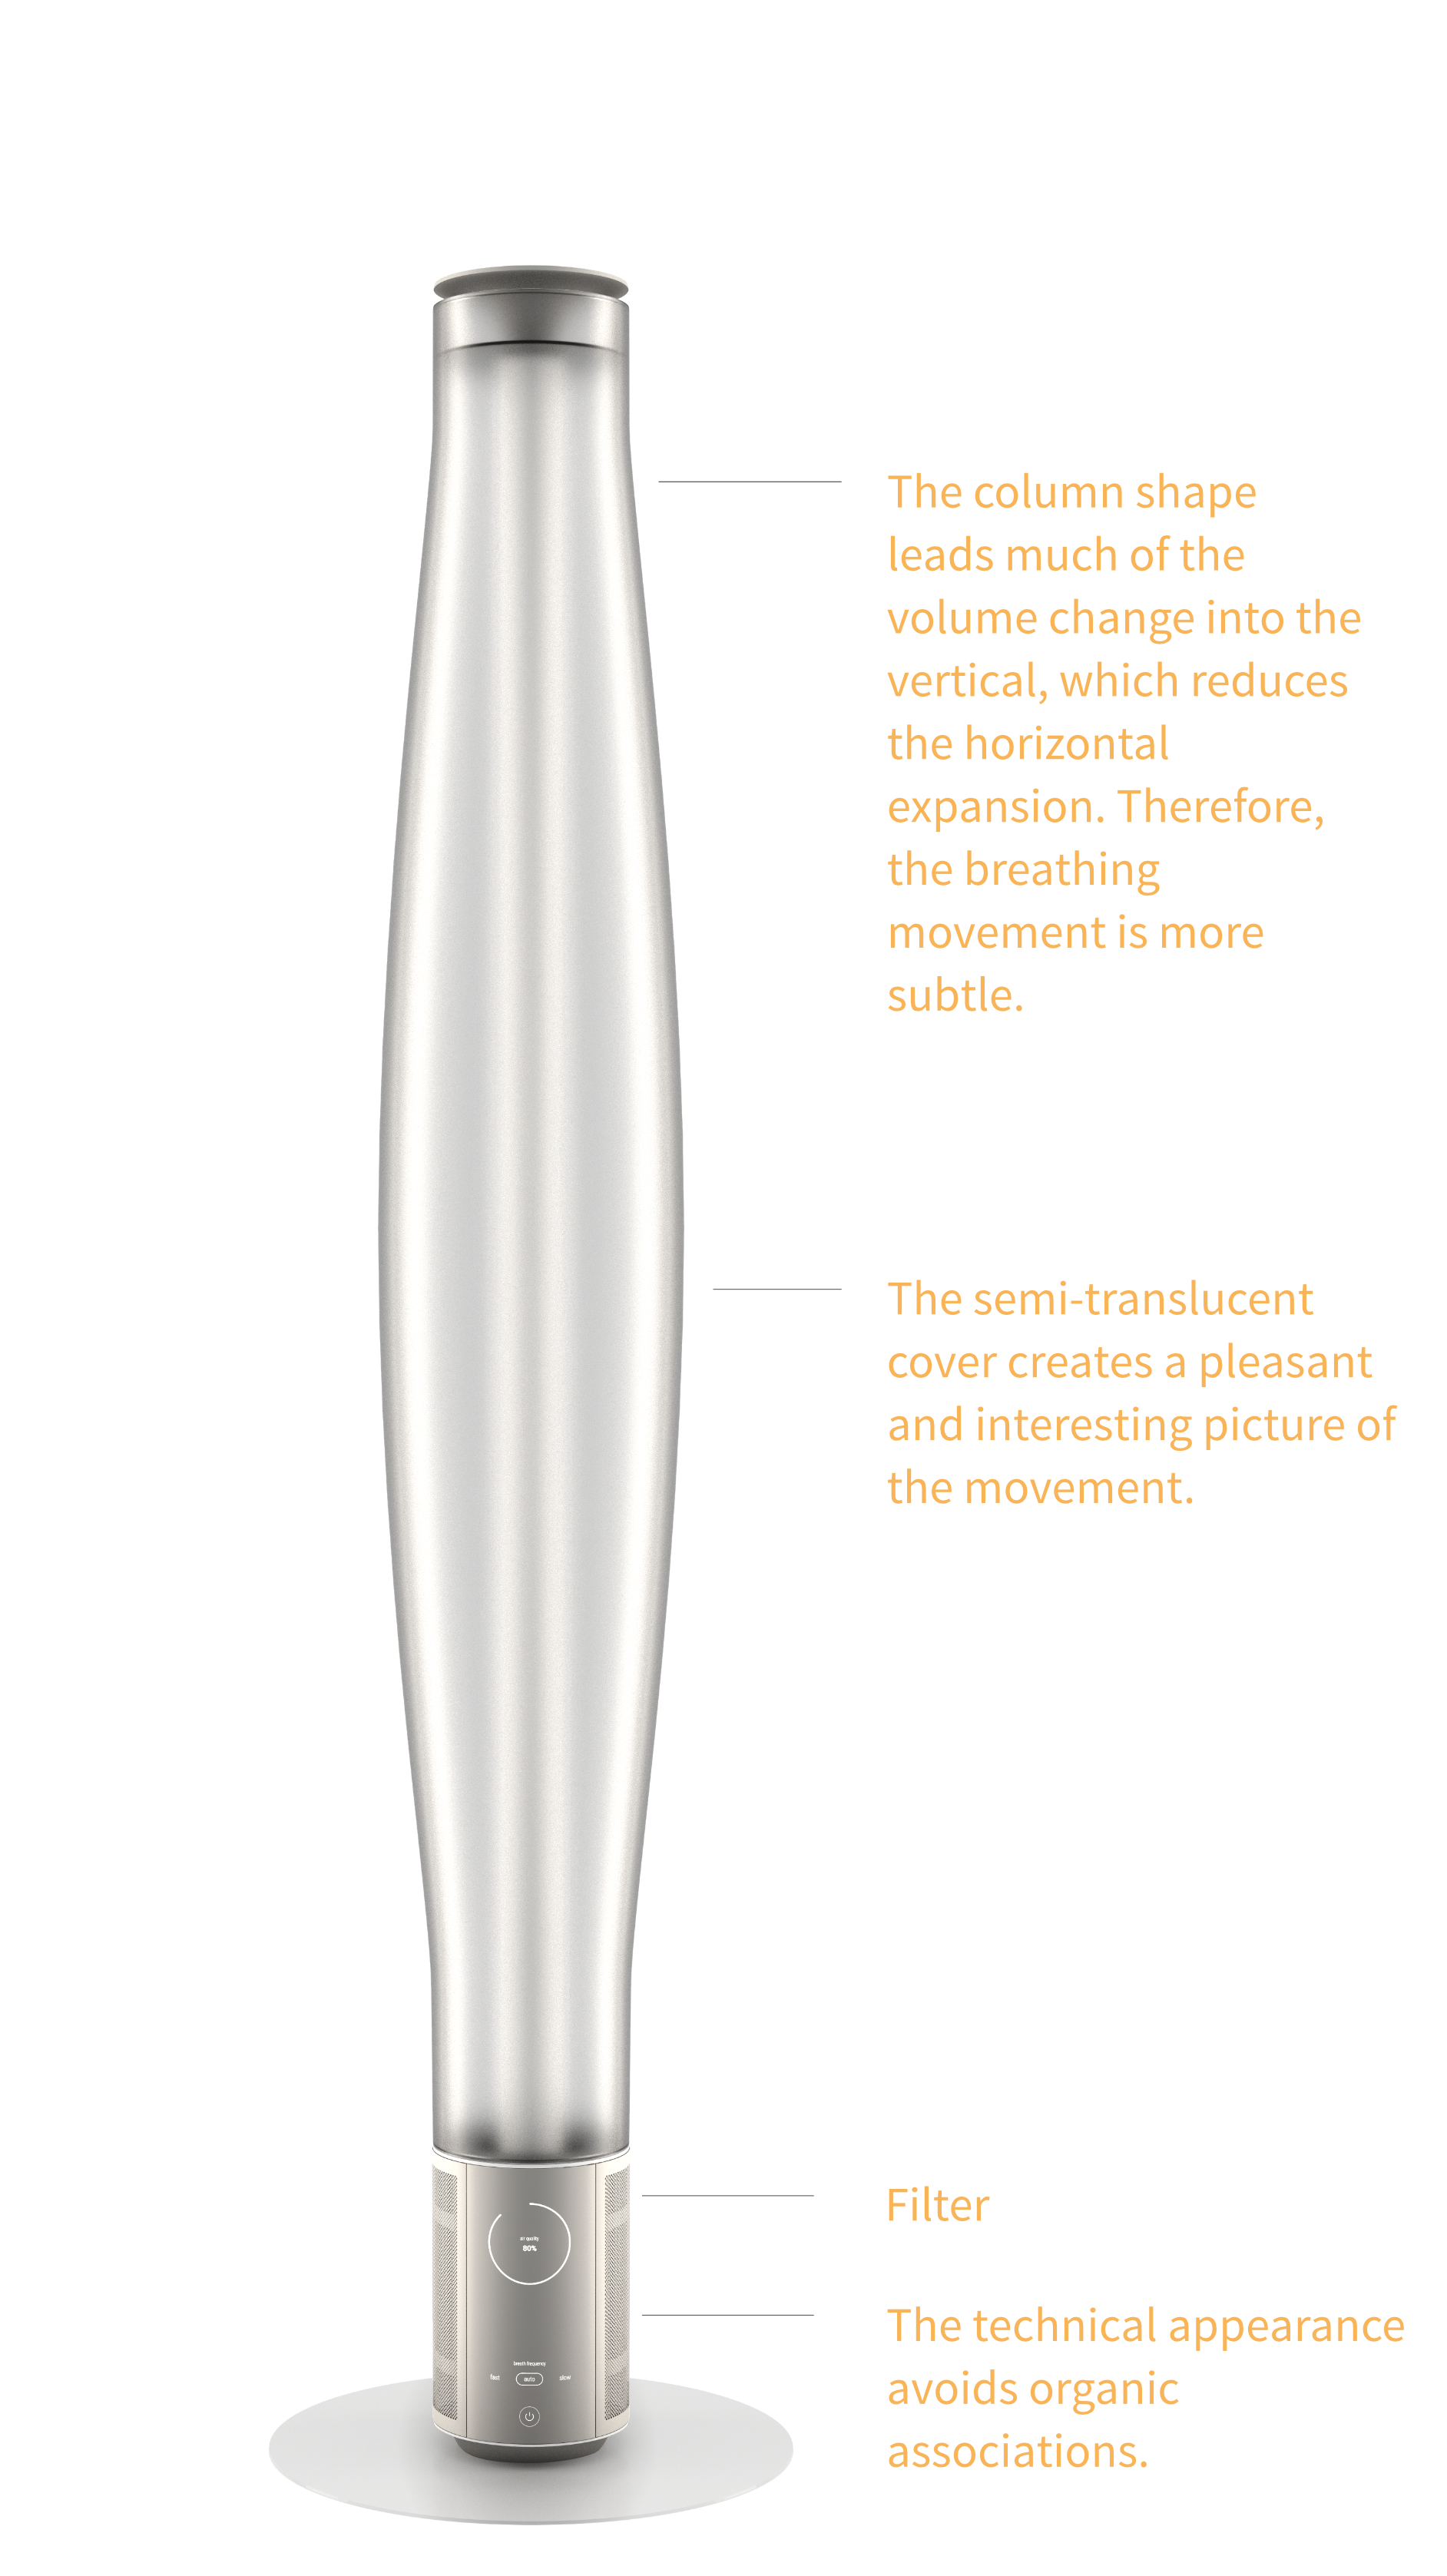 The column shape
leads much of the
volume change into the
vertical, which reduces
the horizontal
expansion. Therefore,
the breathing
movement is more
subtle.
The semi-translucent
cover creates a pleasant
and interesting picture of
the movement.
Filter
air quality
80%
The technical appearance
avoids organic
associations.
breath frequency
fast auto slow